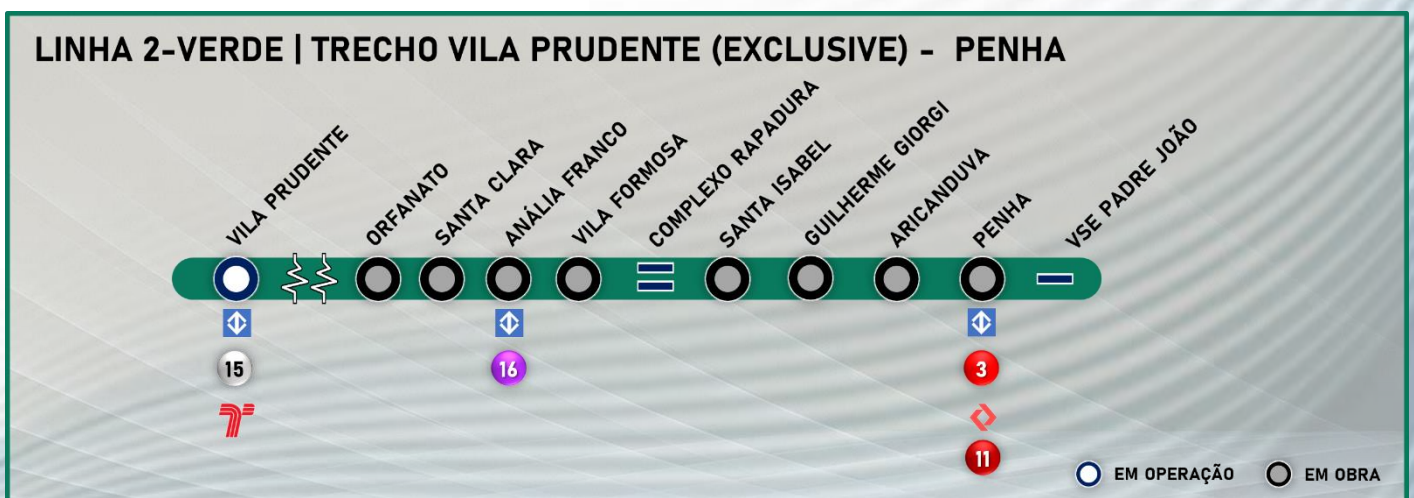 LINHA 2-VERDE | TRECHO VILA PRUDENTE (EXCLUSIVE) - PENHA
VILA PRUDENTE
ORFANATO
SANTA CLARA
ANÁLIA FRANCO
VILA FORMOSA
COMPLEXO RAPADURA
SANTA ISABEL
GUILHERME GIORGI
ARICANDUVA
PENHA
VSE PADRE JOÃO
15
16
3
11
EM OPERAÇÃO
EM OBRA